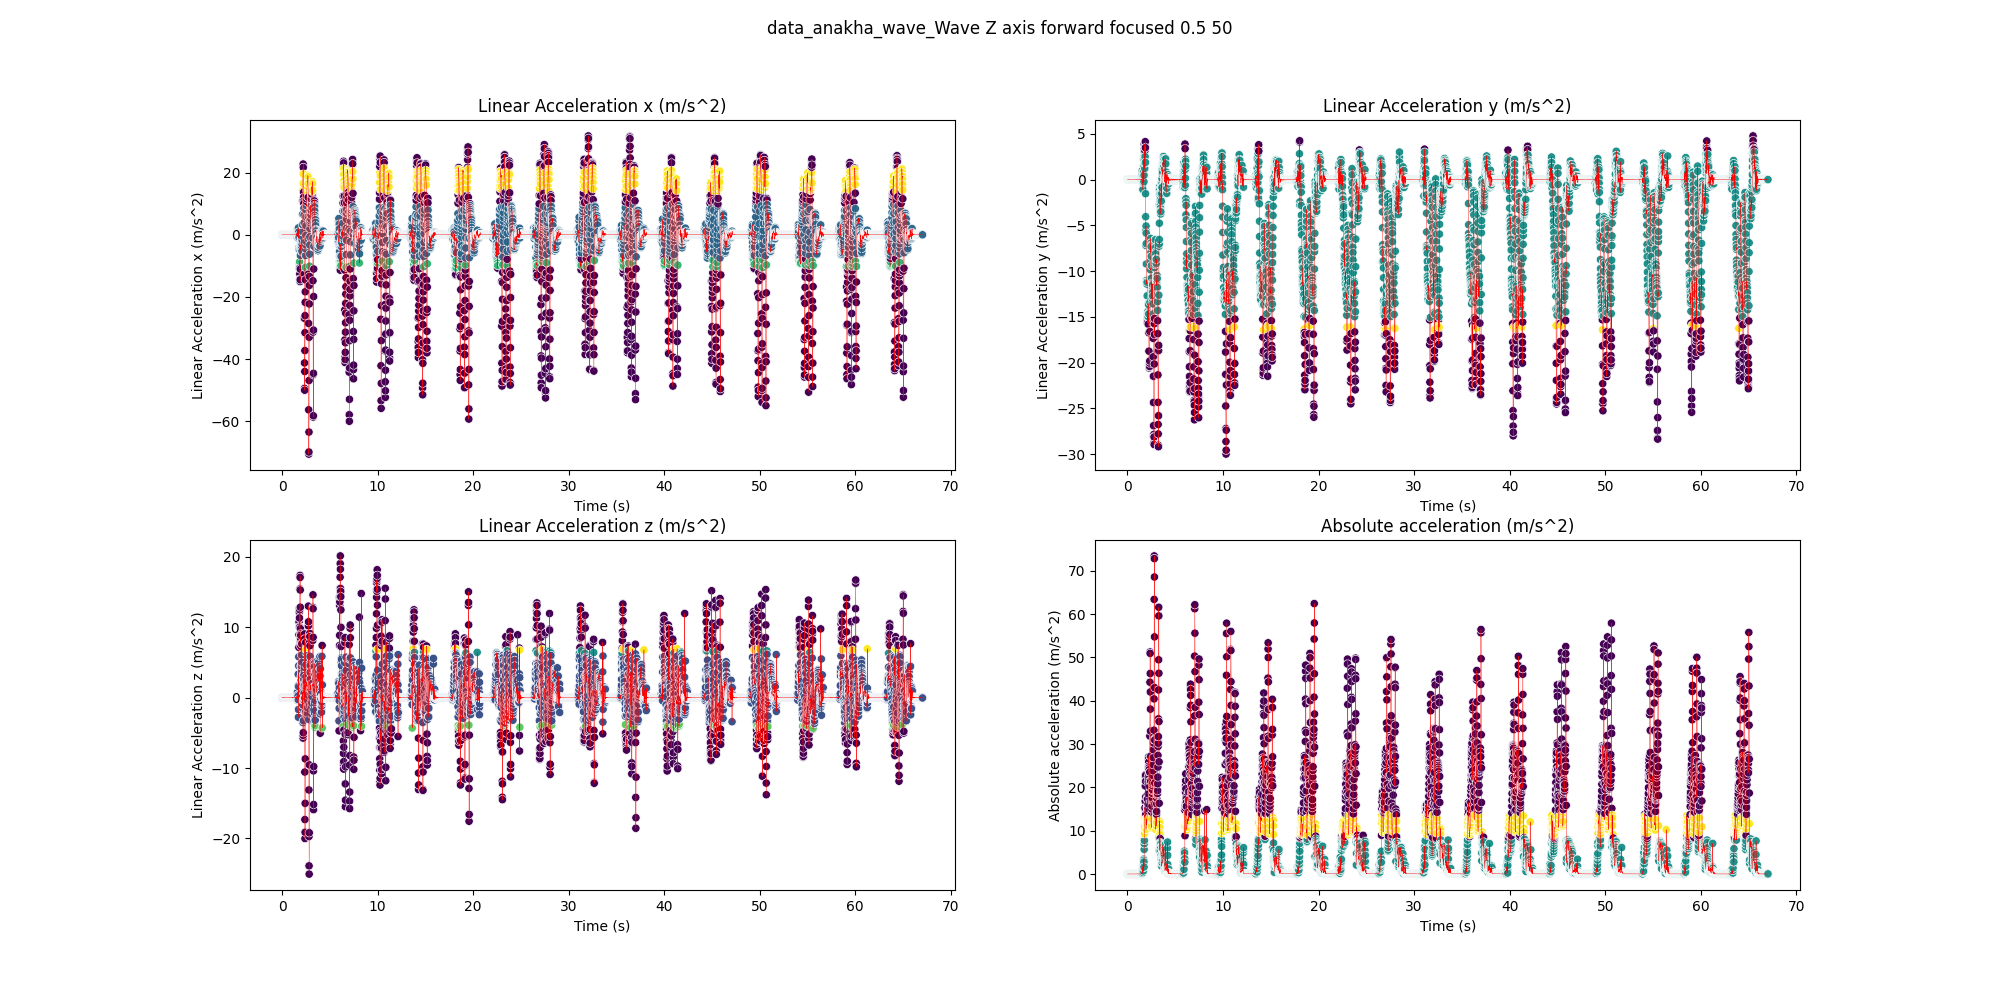 data_anakha_wave_Wave Z axis forward focused 0.5 50
Linear Acceleration x (m/s^2)
Linear Acceleration x (m/s^2)
20
0
−20
−40
−60
0 10 20 30 40 50 60 70
Time (s)
Linear Acceleration y (m/s^2)
Linear Acceleration y (m/s^2)
5
0
−5
−10
−15
−20
−25
−30
0 10 20 30 40 50 60 70
Time (s)
Linear Acceleration z (m/s^2)
Linear Acceleration z (m/s^2)
20
10
0
−10
−20
0 10 20 30 40 50 60 70
Time (s)
Absolute acceleration (m/s^2)
Absolute acceleration (m/s^2)
70
60
50
40
30
20
10
0
0 10 20 30 40 50 60 70
Time (s)